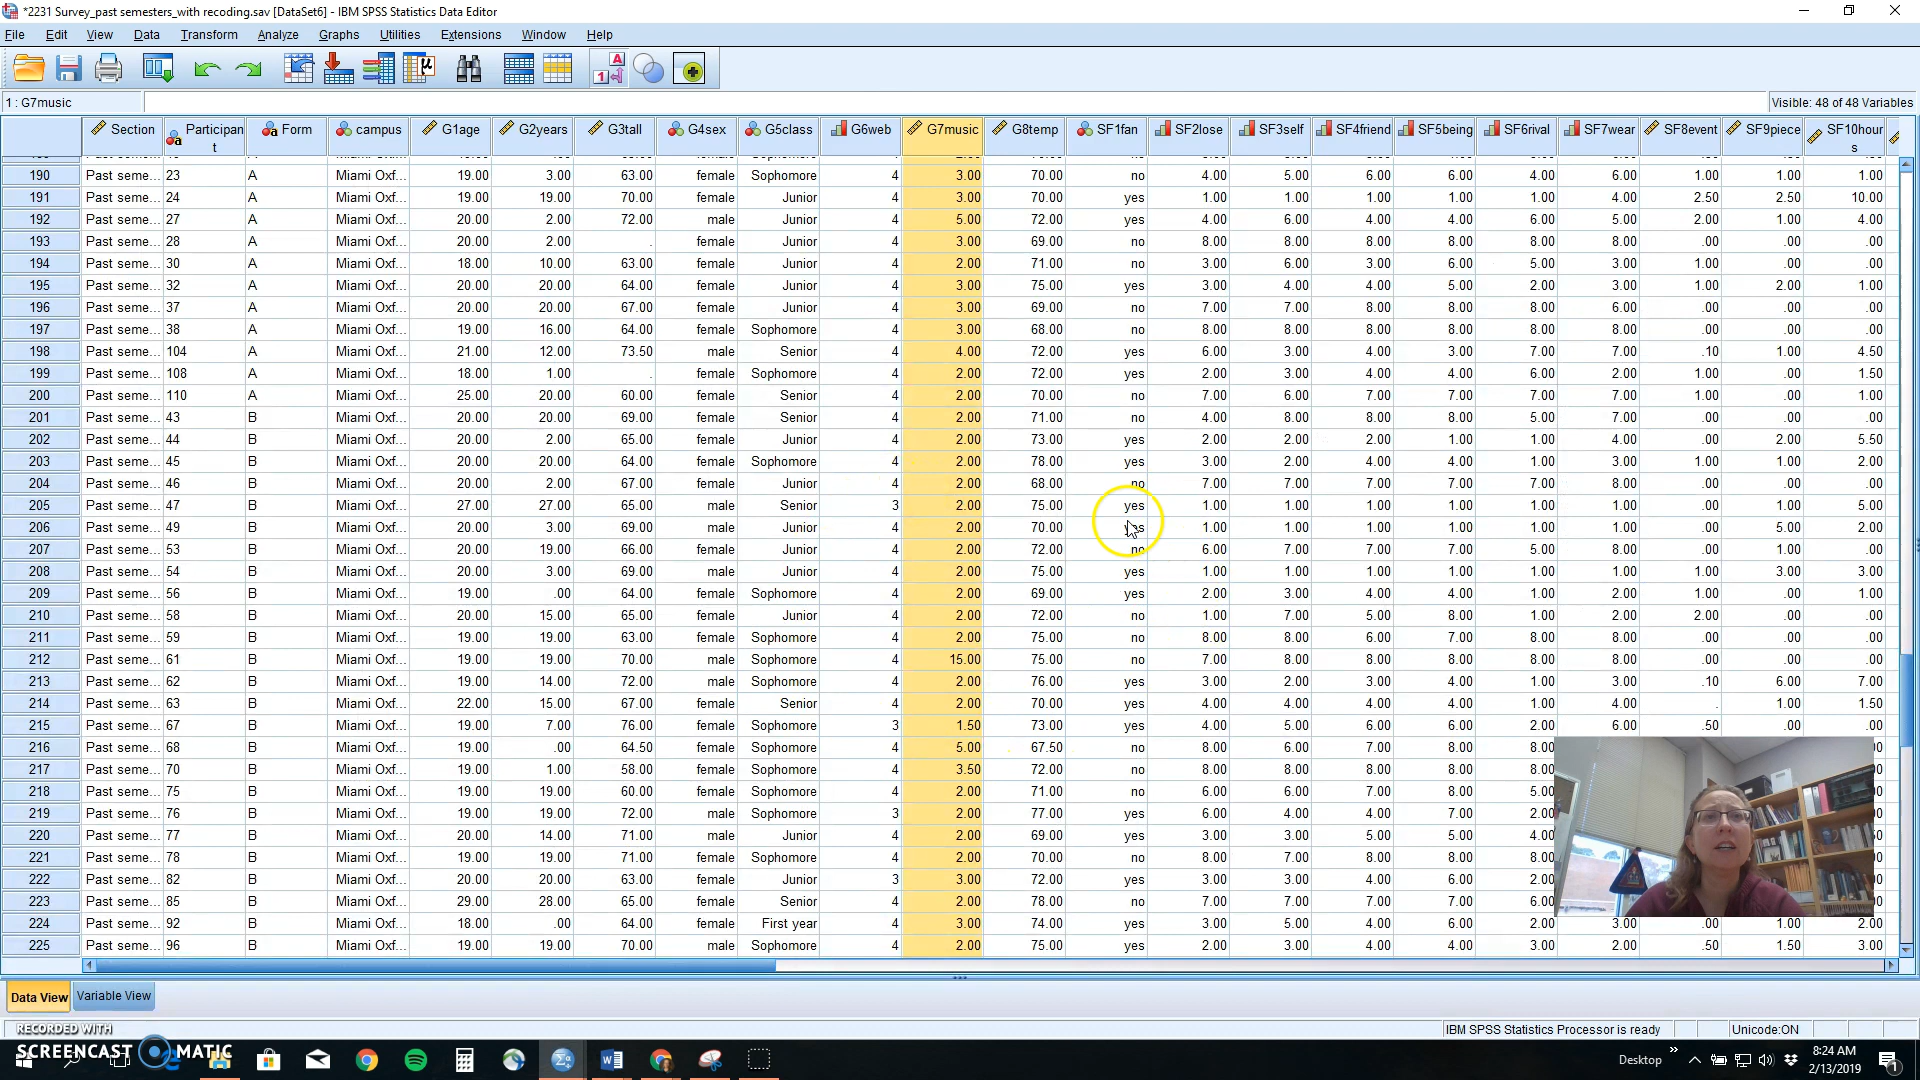 *2231 Survey_past semesters_with recoding.sav [DataSet6] - IBM SPSS Statistics Data Editor
File Edit View Data Transform Analyze Graphs Utilities Extensions Window Help
1 : G7music
Visible: 48 of 48 Variables
Section Participant Form campus G1age G2years G3tall G4sex G5class G6web G7music G8temp SF1fan SF2lose SF3self SF4friend SF5being SF6rival SF7wear SF8event SF9piece SF10hours
190 Past seme... 23 A Miami Oxf... 19.00 3.00 63.00 female Sophomore 4 3.00 70.00 no 4.00 5.00 6.00 6.00 4.00 6.00 1.00 1.00 1.00
191 Past seme... 24 A Miami Oxf... 19.00 19.00 70.00 female Junior 4 3.00 70.00 yes 1.00 1.00 1.00 1.00 1.00 4.00 2.50 2.50 10.00
192 Past seme... 27 A Miami Oxf... 20.00 2.00 72.00 male Junior 4 5.00 72.00 yes 4.00 6.00 4.00 4.00 6.00 5.00 2.00 1.00 4.00
193 Past seme... 28 A Miami Oxf... 20.00 2.00 . female Junior 4 3.00 69.00 no 8.00 8.00 8.00 8.00 8.00 8.00 .00 .00 .00
194 Past seme... 30 A Miami Oxf... 18.00 10.00 63.00 female Junior 4 2.00 71.00 no 3.00 6.00 3.00 6.00 5.00 3.00 1.00 .00 .00
195 Past seme... 32 A Miami Oxf... 20.00 20.00 64.00 female Junior 4 3.00 75.00 yes 3.00 4.00 4.00 5.00 2.00 3.00 1.00 2.00 1.00
196 Past seme... 37 A Miami Oxf... 20.00 20.00 67.00 female Junior 4 3.00 69.00 no 7.00 7.00 8.00 8.00 8.00 6.00 .00 .00 .00
197 Past seme... 38 A Miami Oxf... 19.00 16.00 64.00 female Sophomore 4 3.00 68.00 no 8.00 8.00 8.00 8.00 8.00 8.00 .00 .00 .00
198 Past seme... 104 A Miami Oxf... 21.00 12.00 73.50 male Senior 4 4.00 72.00 yes 6.00 3.00 4.00 3.00 7.00 7.00 .10 1.00 4.50
199 Past seme... 108 A Miami Oxf... 18.00 1.00 . female Sophomore 4 2.00 72.00 yes 2.00 3.00 4.00 4.00 6.00 2.00 1.00 .00 1.50
200 Past seme... 110 A Miami Oxf... 25.00 20.00 60.00 female Senior 4 2.00 70.00 no 7.00 6.00 7.00 7.00 7.00 7.00 .00 .00 1.00
201 Past seme... 43 B Miami Oxf... 20.00 20.00 69.00 female Senior 4 2.00 71.00 no 4.00 8.00 8.00 8.00 5.00 7.00 .00 .00 .00
202 Past seme... 44 B Miami Oxf... 20.00 2.00 65.00 female Junior 4 2.00 73.00 yes 2.00 2.00 2.00 1.00 1.00 4.00 .00 2.00 5.50
203 Past seme... 45 B Miami Oxf... 20.00 20.00 64.00 female Sophomore 4 2.00 78.00 yes 3.00 2.00 4.00 4.00 1.00 3.00 1.00 1.00 2.00
204 Past seme... 46 B Miami Oxf... 20.00 2.00 67.00 female Junior 4 2.00 68.00 no 7.00 7.00 7.00 7.00 7.00 8.00 .00 .00 .00
205 Past seme... 47 B Miami Oxf... 27.00 27.00 65.00 male Senior 3 2.00 75.00 yes 1.00 1.00 1.00 1.00 1.00 1.00 .00 1.00 5.00
206 Past seme... 49 B Miami Oxf... 20.00 3.00 69.00 male Junior 4 2.00 70.00 yes 1.00 1.00 1.00 1.00 1.00 1.00 .00 5.00 2.00
207 Past seme... 53 B Miami Oxf... 20.00 19.00 66.00 female Junior 4 2.00 72.00 no 6.00 7.00 7.00 7.00 5.00 8.00 .00 1.00 .00
208 Past seme... 54 B Miami Oxf... 20.00 3.00 69.00 male Junior 4 2.00 75.00 yes 1.00 1.00 1.00 1.00 1.00 1.00 1.00 3.00 3.00
209 Past seme... 56 B Miami Oxf... 19.00 .00 64.00 female Sophomore 4 2.00 69.00 yes 2.00 3.00 4.00 4.00 1.00 2.00 1.00 .00 1.00
210 Past seme... 58 B Miami Oxf... 20.00 15.00 65.00 female Junior 4 2.00 72.00 no 1.00 7.00 5.00 8.00 1.00 2.00 2.00 .00 .00
211 Past seme... 59 B Miami Oxf... 19.00 19.00 63.00 female Sophomore 4 2.00 75.00 no 8.00 8.00 6.00 7.00 8.00 8.00 .00 .00 .00
212 Past seme... 61 B Miami Oxf... 19.00 19.00 70.00 male Sophomore 4 15.00 75.00 no 7.00 8.00 8.00 8.00 8.00 8.00 .00 .00 .00
213 Past seme... 62 B Miami Oxf... 19.00 14.00 72.00 male Sophomore 4 2.00 76.00 yes 3.00 2.00 3.00 4.00 1.00 3.00 .10 6.00 7.00
214 Past seme... 63 B Miami Oxf... 22.00 15.00 67.00 female Senior 4 2.00 70.00 yes 4.00 4.00 4.00 4.00 1.00 4.00 . 1.00 1.50
215 Past seme... 67 B Miami Oxf... 19.00 7.00 76.00 female Sophomore 3 1.50 73.00 yes 4.00 5.00 6.00 6.00 2.00 6.00 .50 .00 .00
216 Past seme... 68 B Miami Oxf... 19.00 .00 64.50 female Sophomore 4 5.00 67.50 no 8.00 6.00 7.00 8.00 8.00
217 Past seme... 70 B Miami Oxf... 19.00 1.00 58.00 female Sophomore 4 3.50 72.00 no 8.00 8.00 8.00 8.00 8.00 00
218 Past seme... 75 B Miami Oxf... 19.00 19.00 60.00 female Sophomore 4 2.00 71.00 no 6.00 6.00 7.00 8.00 5.00
219 Past seme... 76 B Miami Oxf... 19.00 19.00 72.00 male Sophomore 3 2.00 77.00 yes 6.00 4.00 4.00 7.00 2.00
220 Past seme... 77 B Miami Oxf... 20.00 14.00 71.00 male Junior 4 2.00 69.00 yes 3.00 3.00 5.00 5.00 4.00
221 Past seme... 78 B Miami Oxf... 19.00 19.00 71.00 female Sophomore 4 2.00 70.00 no 8.00 7.00 8.00 8.00 8.00
222 Past seme... 82 B Miami Oxf... 20.00 20.00 63.00 female Junior 3 3.00 72.00 yes 3.00 3.00 4.00 6.00 2.00
223 Past seme... 85 B Miami Oxf... 29.00 28.00 65.00 female Senior 4 2.00 78.00 no 7.00 7.00 7.00 7.00 6.00
224 Past seme... 92 B Miami Oxf... 18.00 .00 64.00 female First year 4 3.00 74.00 yes 3.00 5.00 4.00 6.00 2.00 3.00 .00 1.00 2.00
225 Past seme... 96 B Miami Oxf... 19.00 19.00 70.00 male Sophomore 4 2.00 75.00 yes 2.00 3.00 4.00 4.00 3.00 2.00 .50 1.50 3.00
Data View Variable View
IBM SPSS Statistics Processor is ready Unicode:ON
RECORDED WITH
SCREENCAST MATIC
Desktop
8:24 AM
2/13/2019